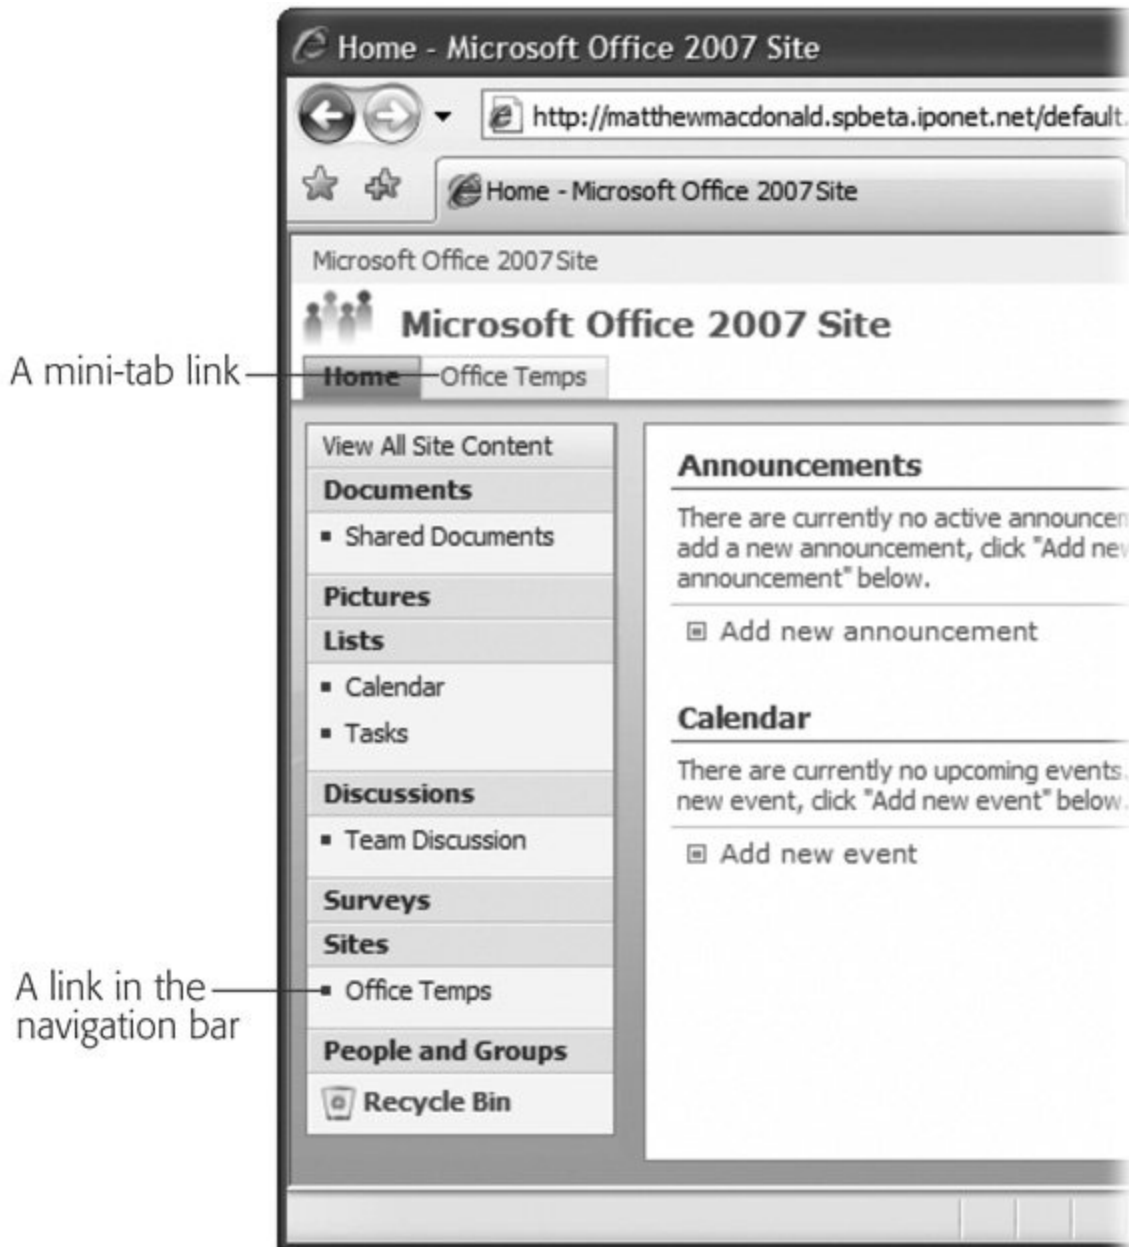 Home - Microsoft Office 2007 Site
http://matthewmacdonald.spbeta.iponet.net/default.
Home - Microsoft Office 2007 Site
Microsoft Office 2007 Site
Microsoft Office 2007 Site
A mini-tab link
Home
Office Temps
View All Site Content
Documents
Shared Documents
Pictures
Lists
Calendar
Tasks
Discussions
Team Discussion
Surveys
Sites
A link in the
navigation bar
Office Temps
People and Groups
Recycle Bin
Announcements
There are currently no active
add a new announcement, click "Add
announcement" below.
Add new announcement
Calendar
There are currently no upcoming events.
new event, click "Add new event" below.
Add new event